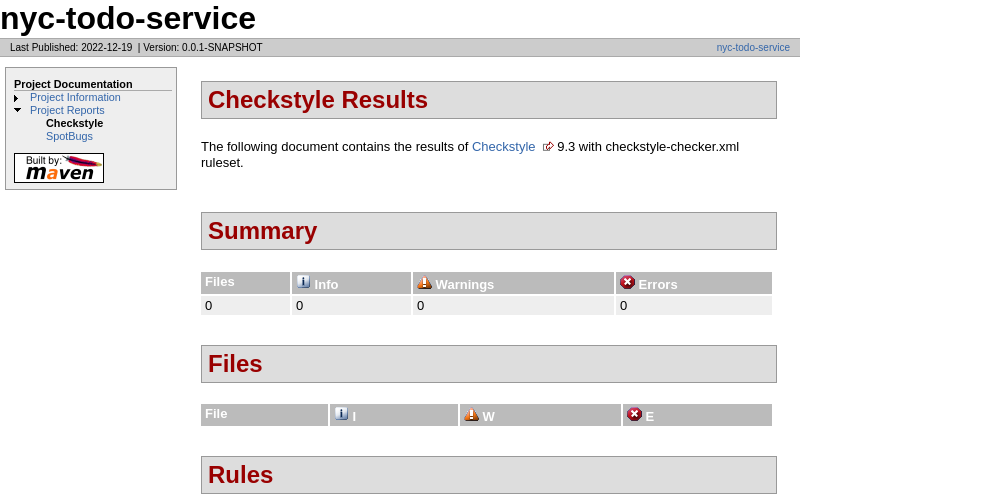 nyc-todo-service
Last Published: 2022-12-19 | Version: 0.0.1-SNAPSHOT nyc-todo-service
Project Documentation
Project Information
Project Reports
Checkstyle
SpotBugs
Built by:
maven
Checkstyle Results
The following document contains the results of Checkstyle 9.3 with checkstyle-checker.xml
ruleset.
Summary
Files Info Warnings Errors
0 0 0 0
Files
File I W E
Rules